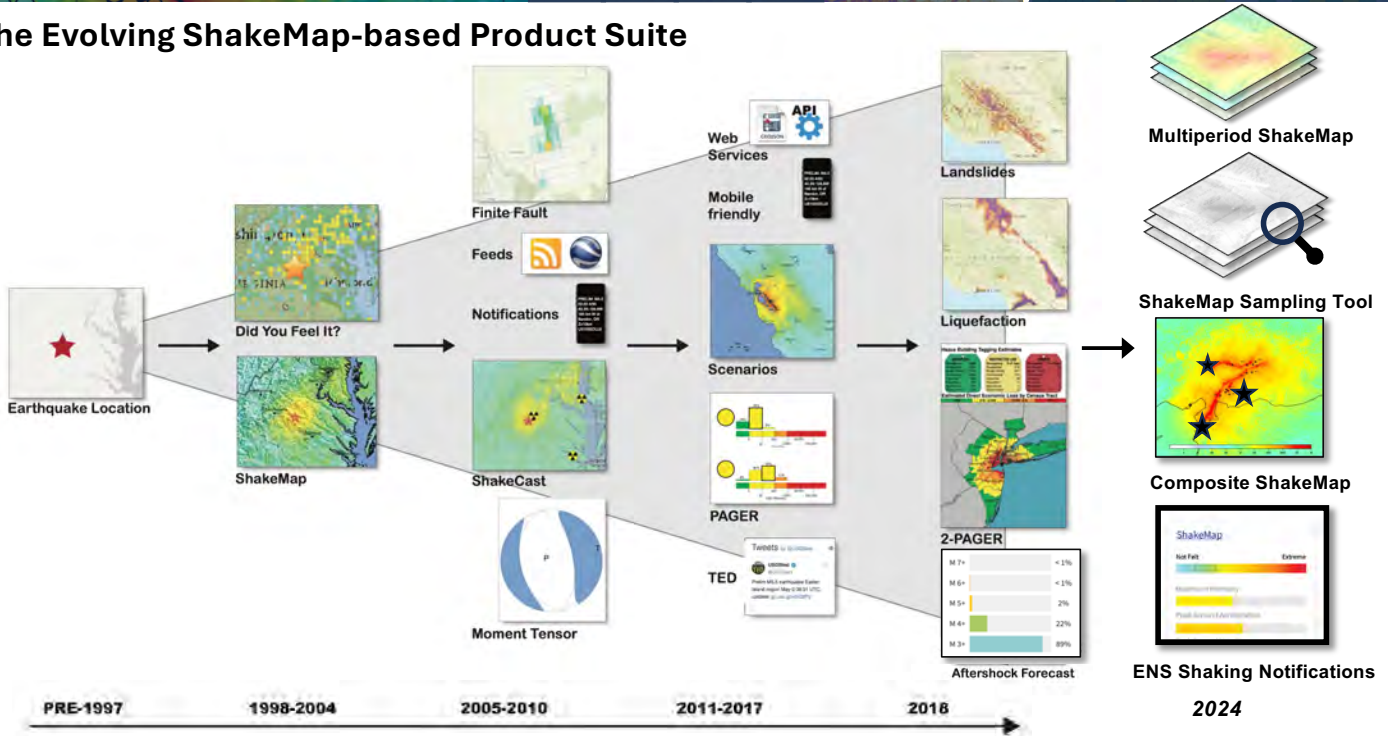 he Evolving ShakeMap-based Product Suite
Earthquake Location
Did You Feel It?
ShakeMap
Finite Fault
Feeds
Notifications
ShakeCast
Moment Tensor
P
T
Web
Services
API
Mobile
friendly
Scenarios
PAGER
TED
Tweets
Landslides
Liquefaction
2-PAGER
M 7+ < 1%
M 6+ < 1%
M 5+ 2%
M 4+ 22%
M 3+ 89%
Aftershock Forecast
Multiperiod ShakeMap
ShakeMap Sampling Tool
Composite ShakeMap
ShakeMap
Not Felt Extreme
ENS Shaking Notifications
PRE-1997 1998-2004 2005-2010 2011-2017 2018 2024